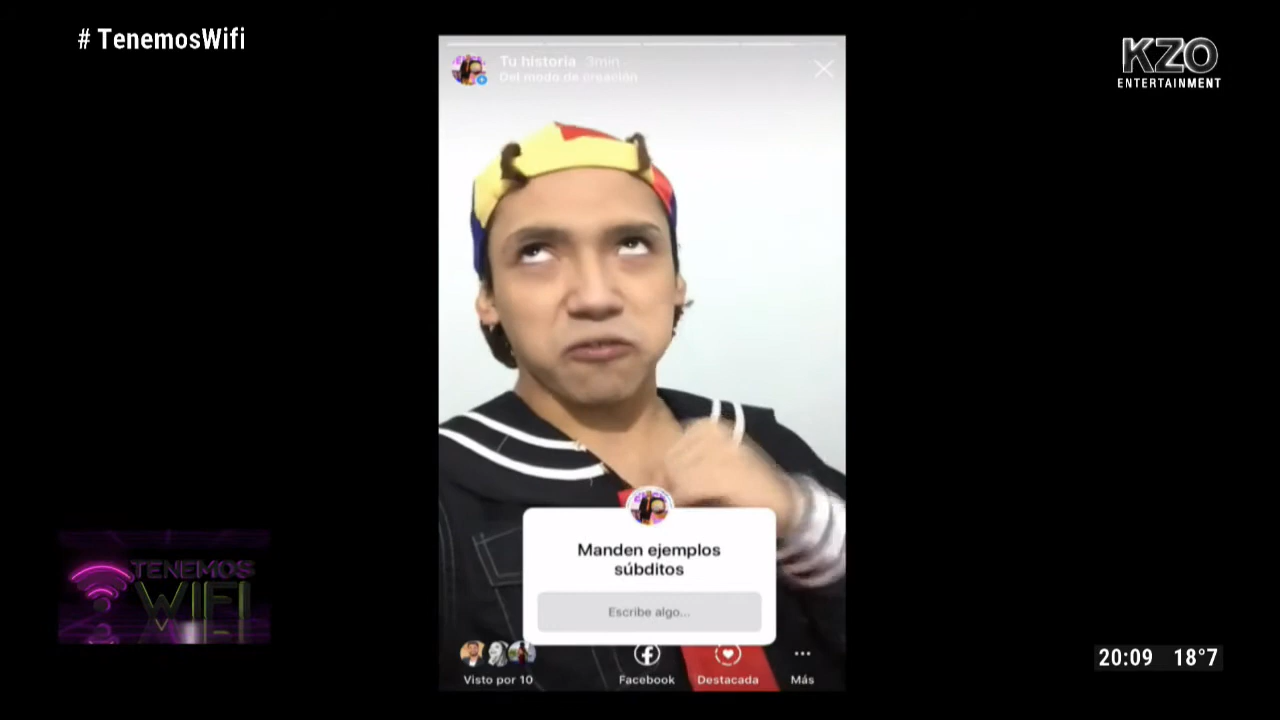 # TenemosWifi
KZO
ENTERTAINMENT
Tu historia 3min
Del modo de creación
Manden ejemplos
súbditos
Escribe algo...
TENEMOS
WIFI
Visto por 10
Facebook
Destacada
Más
20:09 18°7